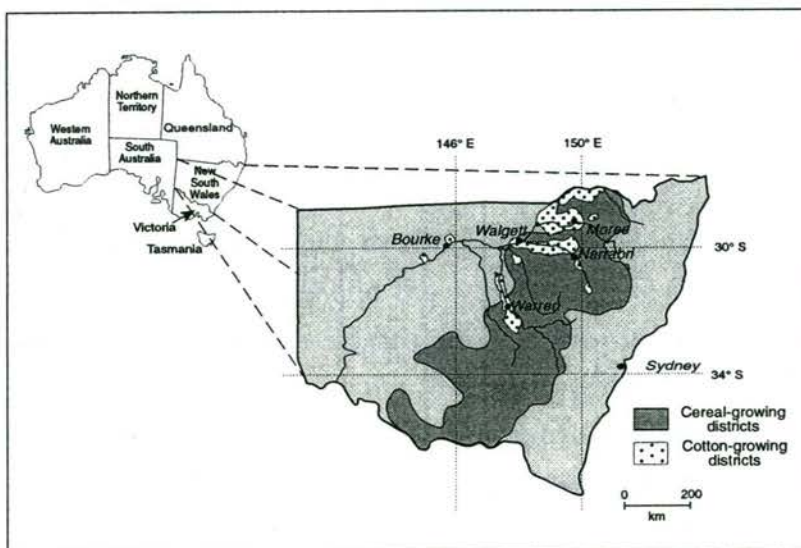 Northern
Territory
Western
Australia
Queensland
South
Australia
New
South
Wales
Victoria
Tasmania
146° E
150° E
Bourke
Walgett
Moree
30° S
Narrabri
Warren
Sydney
34° S
Cereal-growing
districts
Cotton-growing
districts
0
200
km